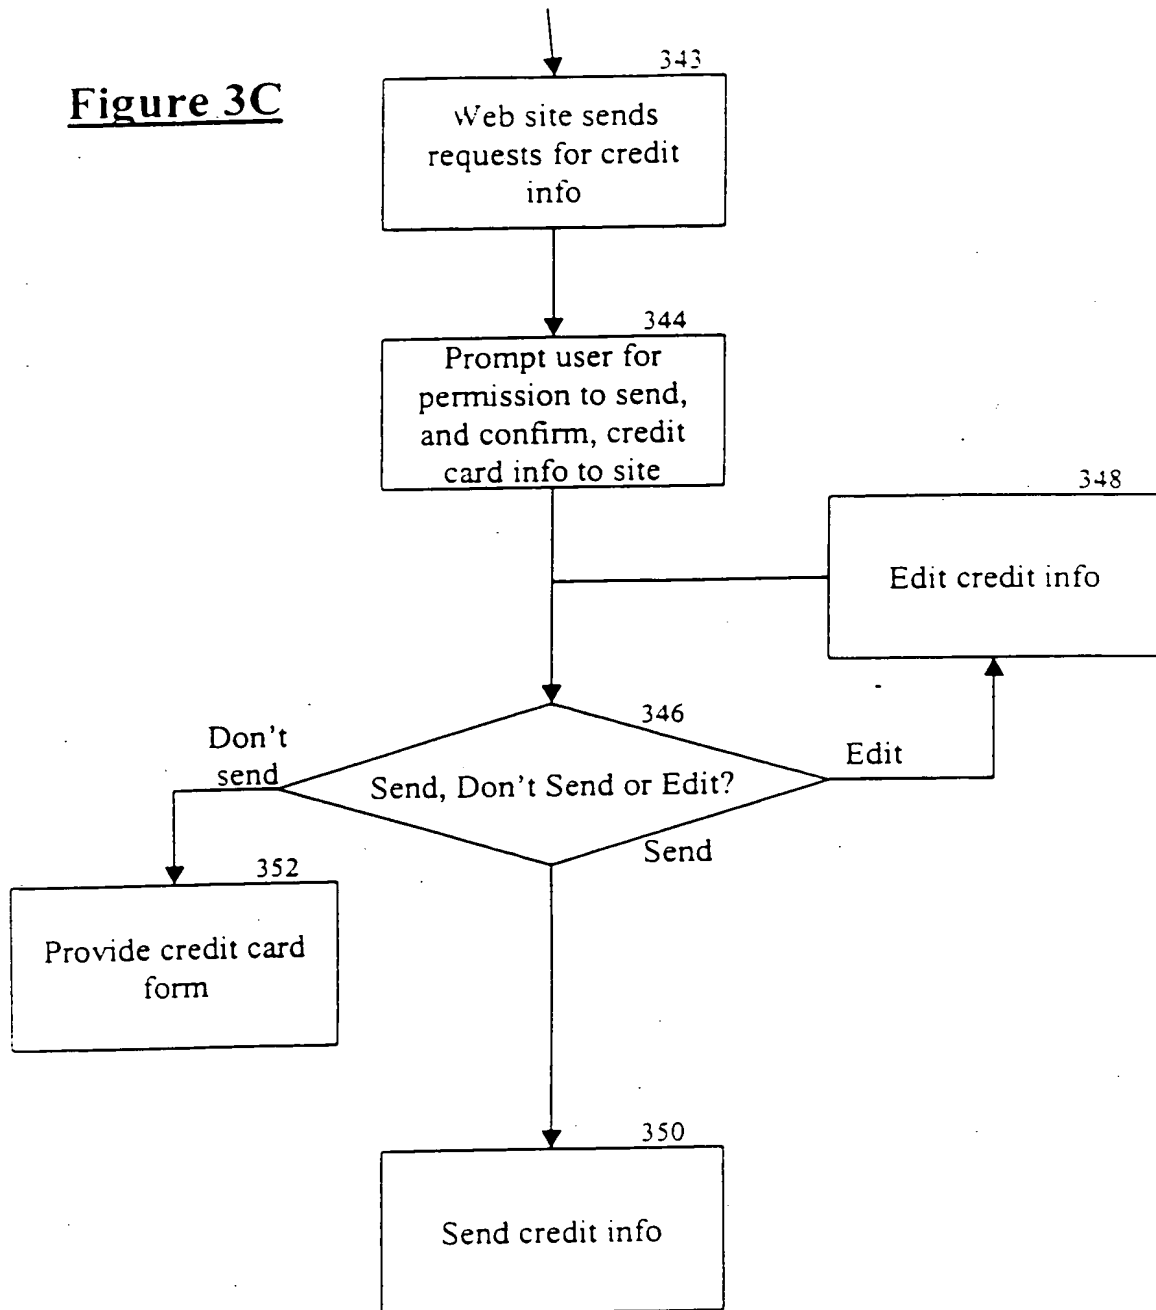 Figure 3C
343
Web site sends
requests for credit
info
344
Prompt user for
permission to send,
and confirm, credit
card info to site
348
Edit credit info
346
Don't
send
Send, Don't Send or Edit?
Edit
Send
352
Provide credit card
form
350
Send credit info